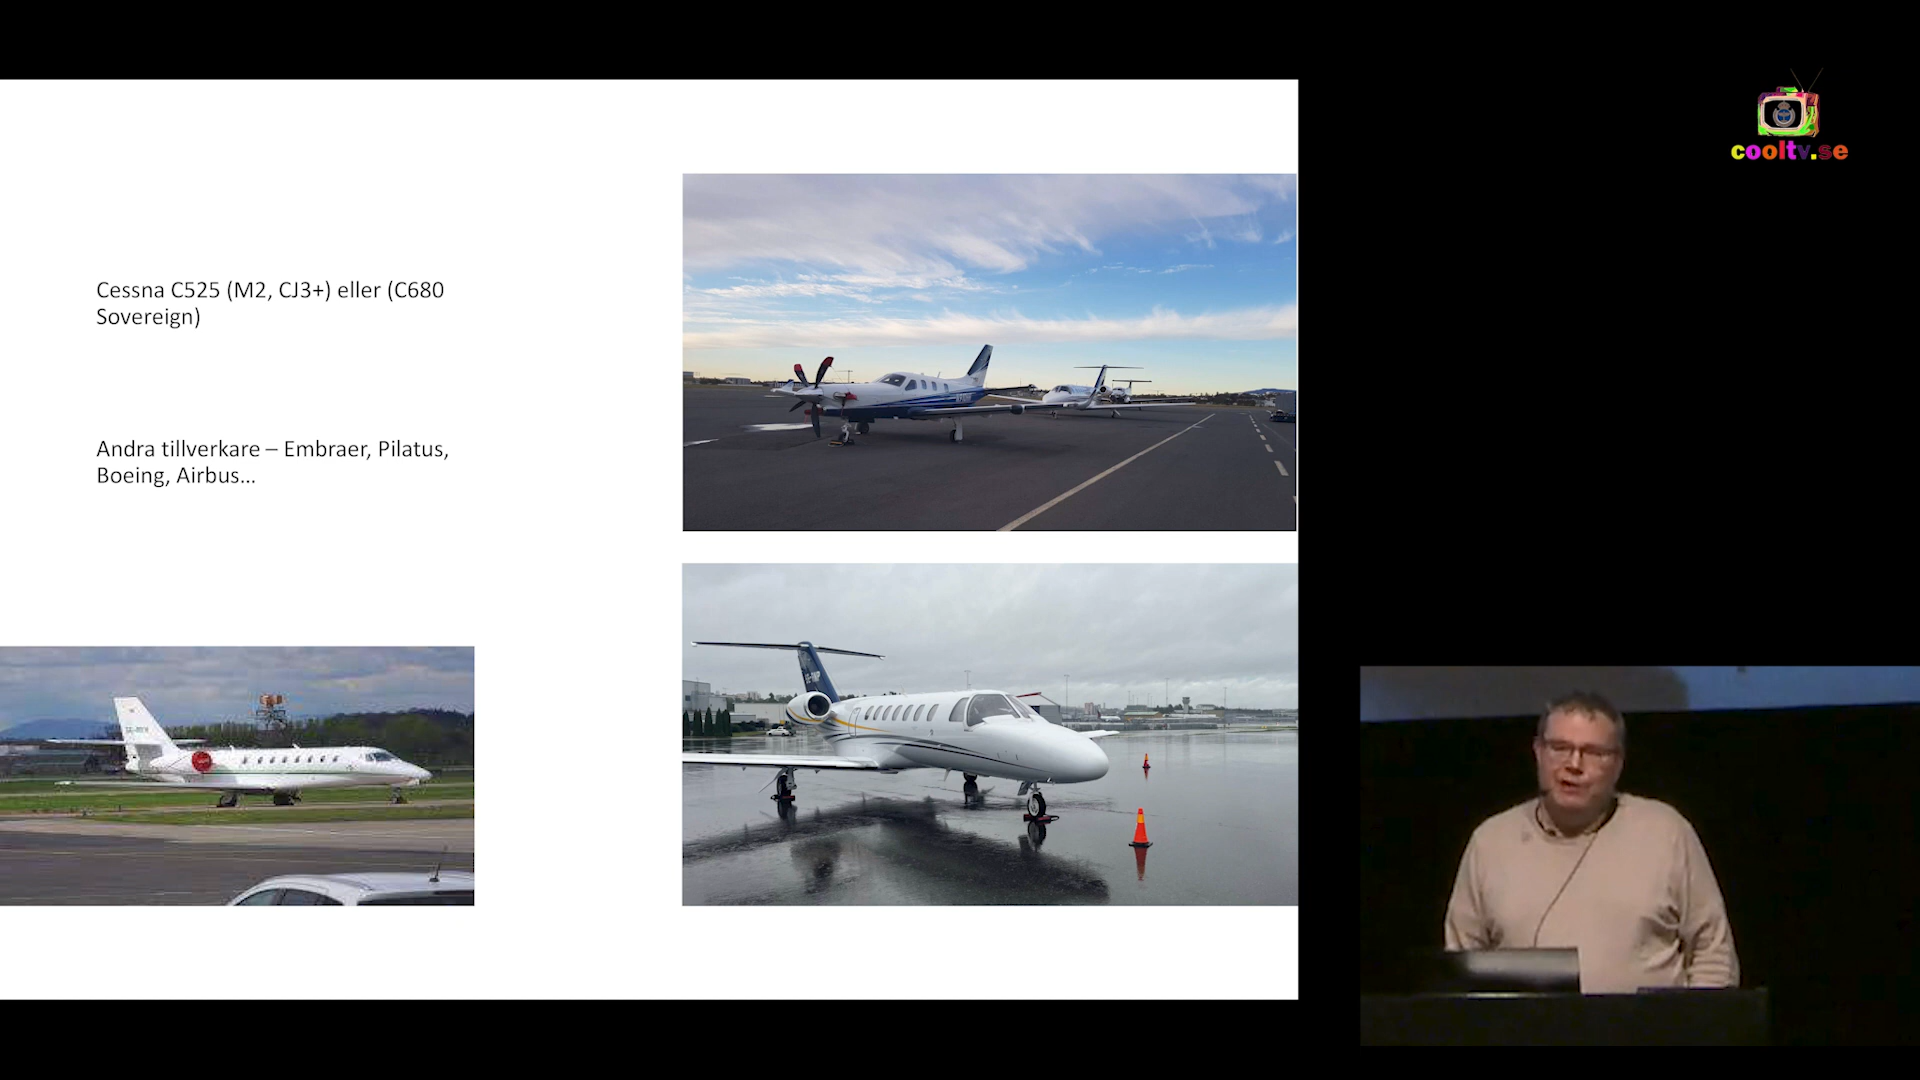 cooltv.se
Cessna C525 (M2, CJ3+) eller (C680
Sovereign)
Andra tillverkare – Embraer, Pilatus,
Boeing, Airbus...